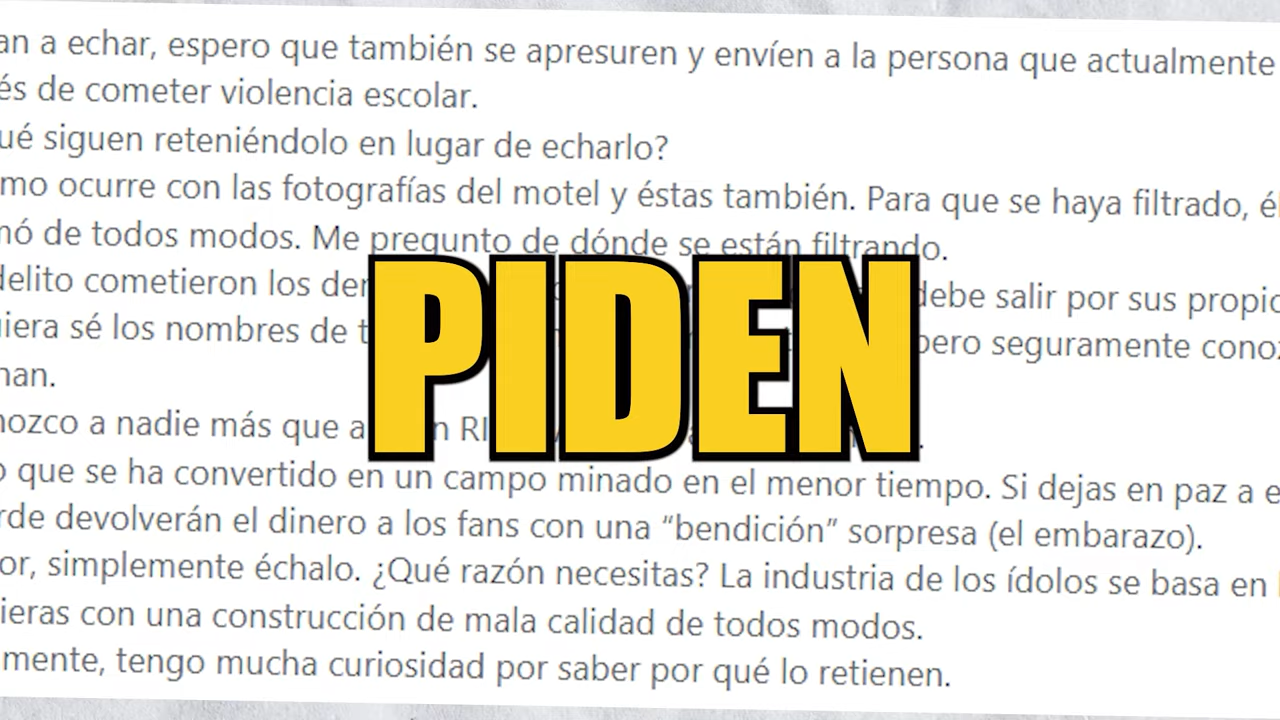 an a echar, espero que también se apresuren y envíen a la persona que actualmente
és de cometer violencia escolar.
ué siguen reteniéndolo en lugar de echarlo?
mo ocurre con las fotografías del motel y éstas también. Para que se haya filtrado, él
mó de todos modos. Me pregunto de dónde se están filtrando.
delito cometieron los debe salir por sus propio
iera sé los nombres de pero seguramente cono
nan.
nozco a nadie más que a
PIDEN
o que se ha convertido en un campo minado en el menor tiempo. Si dejas en paz a e
rde devolverán el dinero a los fans con una “bendición” sorpresa (el embarazo).
or, simplemente échalo. ¿Qué razón necesitas? La industria de los ídolos se basa en
ieras con una construcción de mala calidad de todos modos.
mente, tengo mucha curiosidad por saber por qué lo retienen.